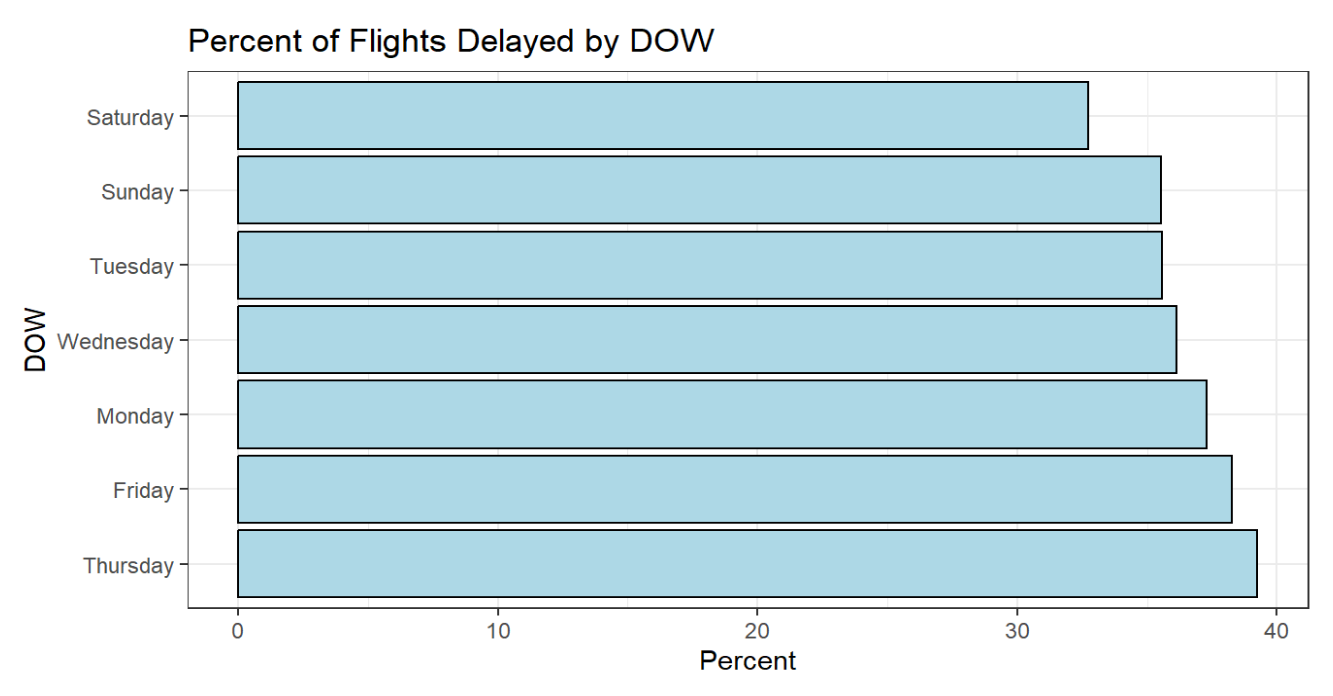 Percent of Flights Delayed by DOW
DOW
Saturday
Sunday
Tuesday
Wednesday
Monday
Friday
Thursday
0 10 20 30 40
Percent